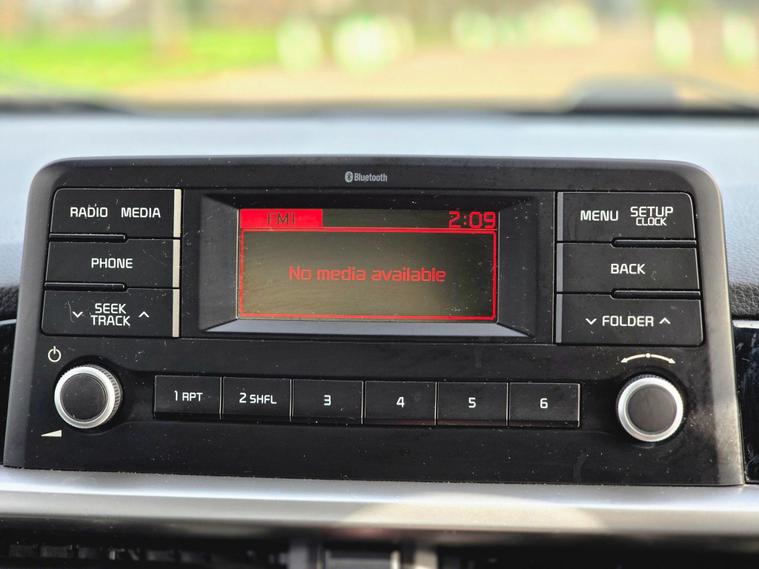 Bluetooth
RADIO MEDIA
FM1 2:09
MENU SETUP
CLOCK
PHONE
No media available
BACK
SEEK
TRACK
FOLDER
1 RPT 2 SHFL 3 4 5 6